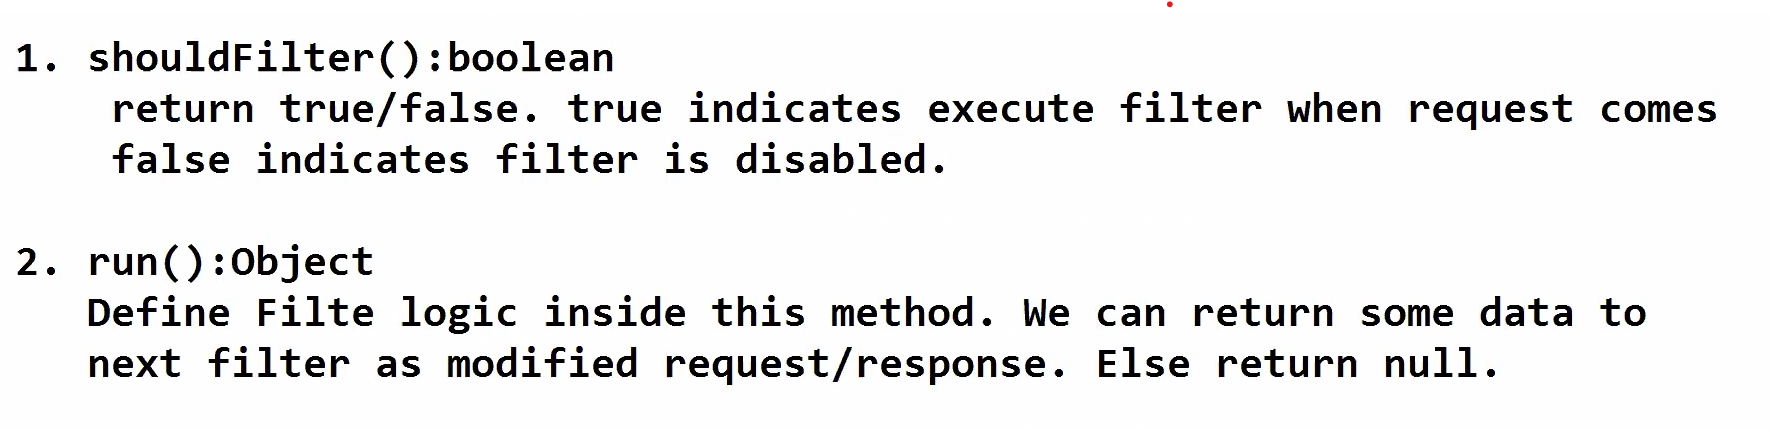 1. shouldFilter():boolean
return true/false. true indicates execute filter when request comes
false indicates filter is disabled.
2. run():Object
Define Filte logic inside this method. We can return some data to
next filter as modified request/response. Else return null.